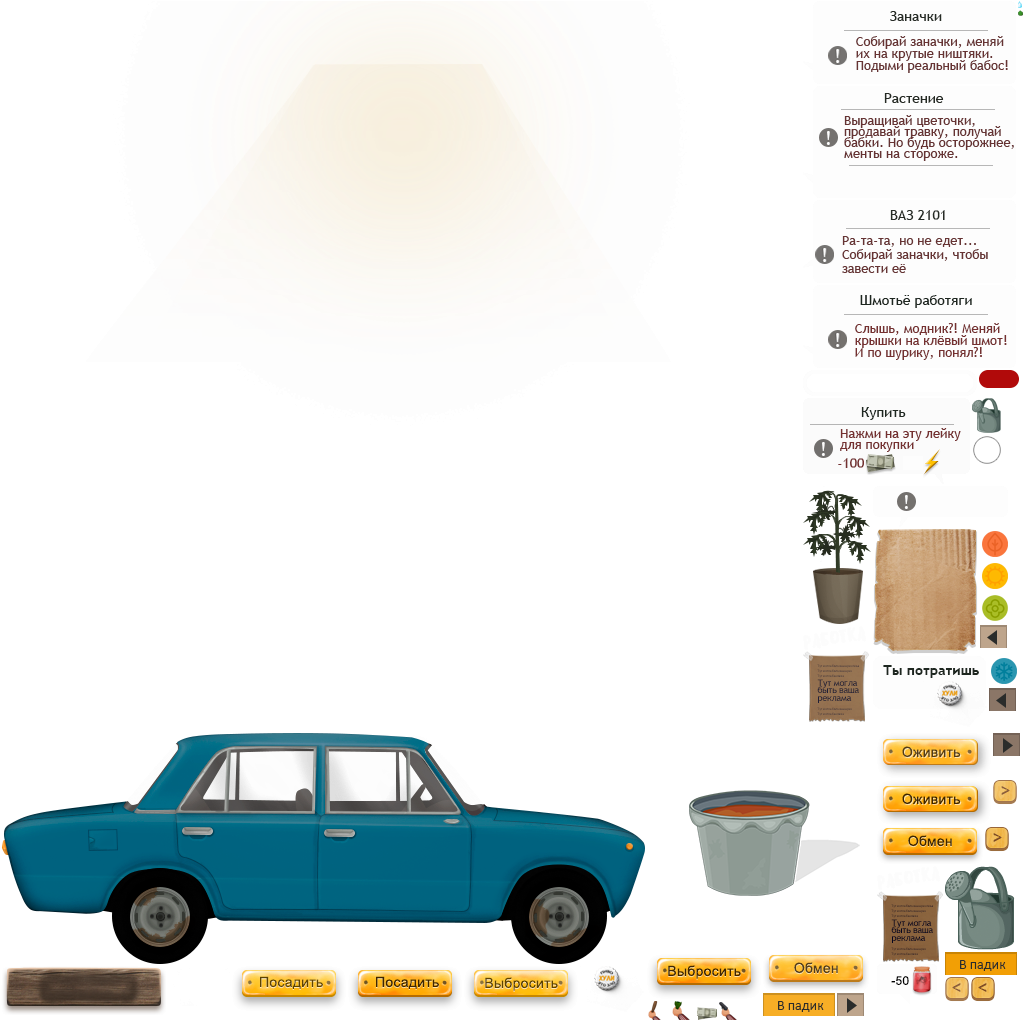 Заначки
Собирай заначки, меняй
их на крутые ништяки.
Подыми реальный бабос!
Растение
Выращивай цветочки,
продавай травку, получай
бабки. Но будь осторожнее,
менты на стороже.
ВАЗ 2101
Ра-та-та, но не едет...
Собирай заначки, чтобы
завести её
Шмотьё работяги
Слышь, модник?! Меняй
крышки на клёвый шмот!
И по шурику, понял?!
Купить
Нажми на эту лейку
для покупки
-100
Тут могла
быть ваша
реклама
Ты потратишь
ХУЛИ
Оживить
>
Оживить
>
Обмен
Тут могла
быть ваша
реклама
В падик
-50
<
<
Посадить
Посадить
Выбросить
ХУЛИ
Выбросить
Обмен
В падик